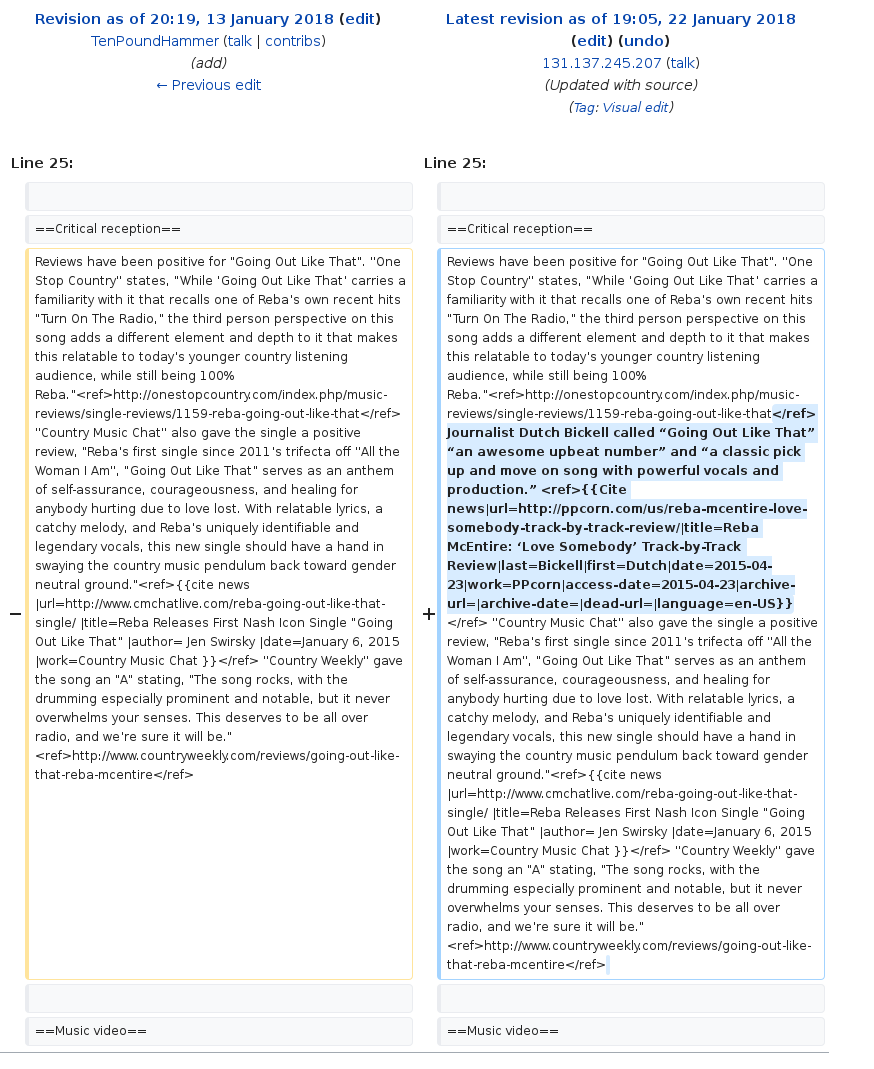 Revision as of 20:19, 13 January 2018 (edit)
TenPoundHammer (talk | contribs)
(add)
← Previous edit
Latest revision as of 19:05, 22 January 2018
(edit) (undo)
131.137.245.207 (talk)
(Updated with source)
(Tag: Visual edit)
Line 25:
==Critical reception==
Reviews have been positive for "Going Out Like That". ''One
Stop Country'' states, "While 'Going Out Like That' carries a
familiarity with it that recalls one of Reba's own recent hits
"Turn On The Radio," the third person perspective on this
song adds a different element and depth to it that makes
this relatable to today's younger country listening
audience, while still being 100%
Reba."<ref>http://onestopcountry.com/index.php/music-
reviews/single-reviews/1159-reba-going-out-like-that</ref>
''Country Music Chat'' also gave the single a positive
review, "Reba's first single since 2011's trifecta off ''All the
Woman I Am'', "Going Out Like That" serves as an anthem
of self-assurance, courageousness, and healing for
anybody hurting due to love lost. With relatable lyrics, a
catchy melody, and Reba's uniquely identifiable and
legendary vocals, this new single should have a hand in
swaying the country music pendulum back toward gender
neutral ground."<ref>{{cite news
|url=http://www.cmchatlive.com/reba-going-out-like-that-
single/ |title=Reba Releases First Nash Icon Single "Going
Out Like That" |author= Jen Swirsky |date=January 6, 2015
|work=Country Music Chat }}</ref> ''Country Weekly'' gave
the song an "A" stating, "The song rocks, with the
drumming especially prominent and notable, but it never
overwhelms your senses. This deserves to be all over
radio, and we're sure it will be."
<ref>http://www.countryweekly.com/reviews/going-out-like-
that-reba-mcentire</ref>
==Music video==
Line 25:
==Critical reception==
Reviews have been positive for "Going Out Like That". ''One
Stop Country'' states, "While 'Going Out Like That' carries a
familiarity with it that recalls one of Reba's own recent hits
"Turn On The Radio," the third person perspective on this
song adds a different element and depth to it that makes
this relatable to today's younger country listening
audience, while still being 100%
Reba."<ref>http://onestopcountry.com/index.php/music-
reviews/single-reviews/1159-reba-going-out-like-that</ref>
Journalist Dutch Bickell called “Going Out Like That”
“an awesome upbeat number” and “a classic pick
up and move on song with powerful vocals and
production.” <ref>{{Cite
news|url=http://ppcorn.com/us/reba-mcentire-love-
somebody-track-by-track-review/|title=Reba
McEntire: ‘Love Somebody’ Track-by-Track
Review|last=Bickell|first=Dutch|date=2015-04-
23|work=PPcorn|access-date=2015-04-23|archive-
url=|archive-date=|dead-url=|language=en-US}}
</ref> ''Country Music Chat'' also gave the single a positive
review, "Reba's first single since 2011's trifecta off ''All the
Woman I Am'', "Going Out Like That" serves as an anthem
of self-assurance, courageousness, and healing for
anybody hurting due to love lost. With relatable lyrics, a
catchy melody, and Reba's uniquely identifiable and
legendary vocals, this new single should have a hand in
swaying the country music pendulum back toward gender
neutral ground."<ref>{{cite news
|url=http://www.cmchatlive.com/reba-going-out-like-that-
single/ |title=Reba Releases First Nash Icon Single "Going
Out Like That" |author= Jen Swirsky |date=January 6, 2015
|work=Country Music Chat }}</ref> ''Country Weekly'' gave
the song an "A" stating, "The song rocks, with the
drumming especially prominent and notable, but it never
overwhelms your senses. This deserves to be all over
radio, and we're sure it will be."
<ref>http://www.countryweekly.com/reviews/going-out-like-
that-reba-mcentire</ref>
==Music video==
− +